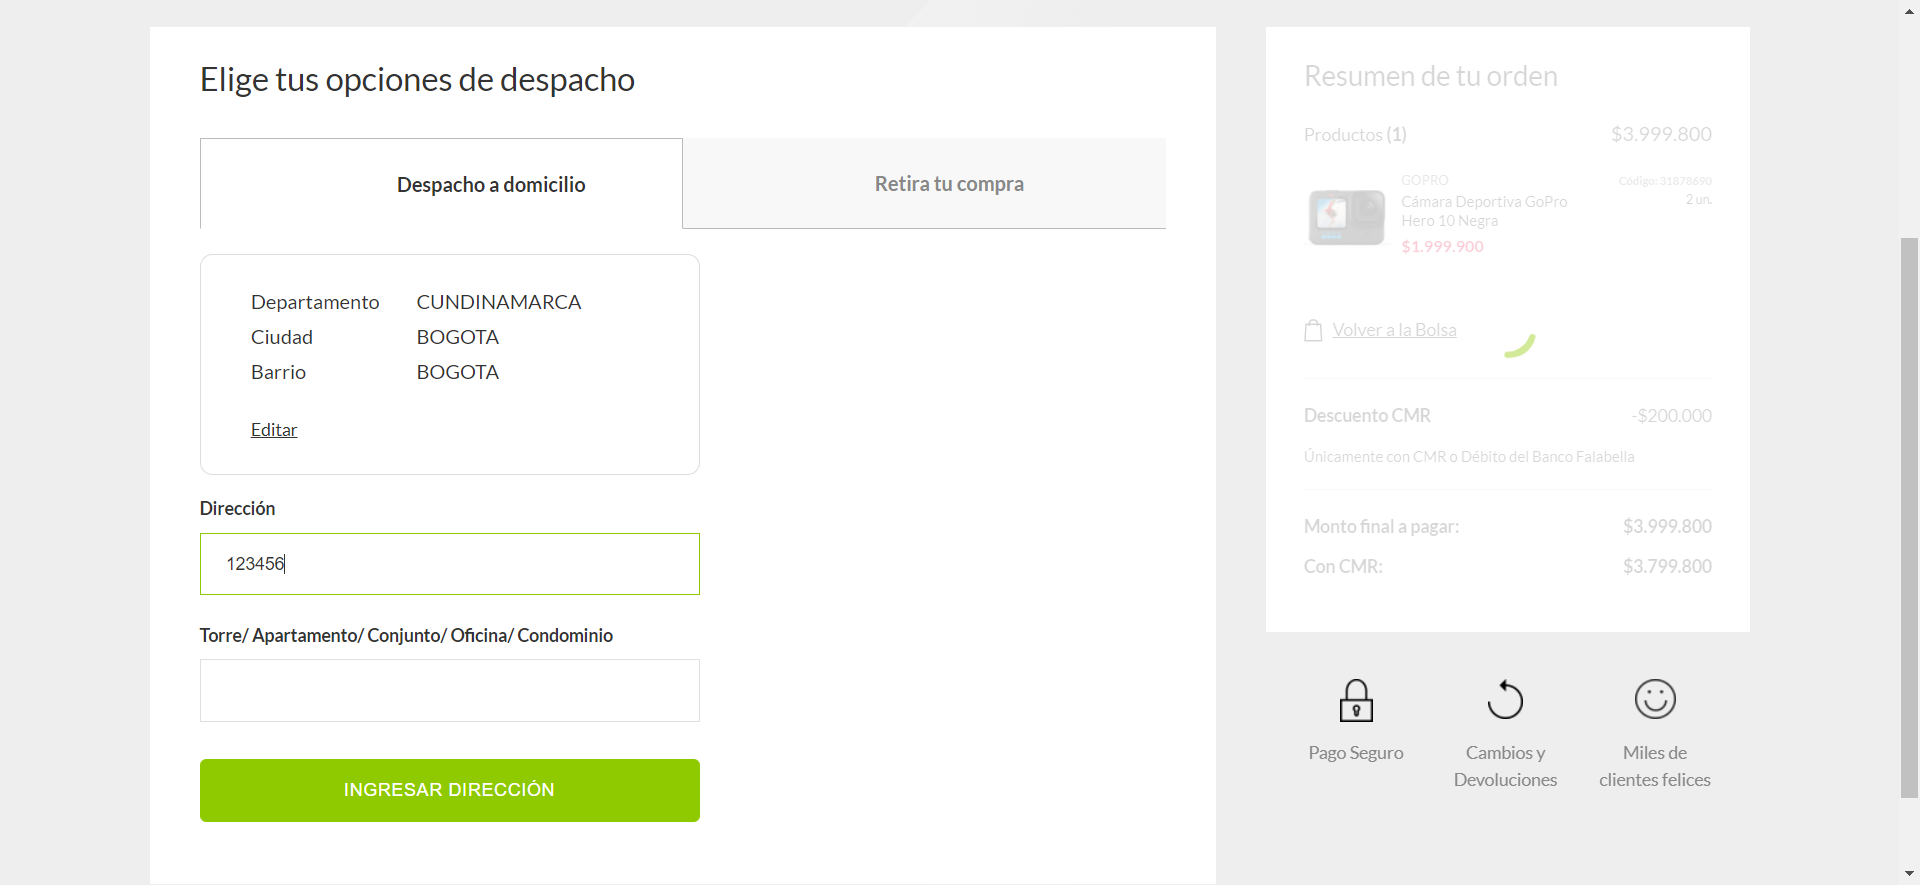 Elige tus opciones de despacho
Despacho a domicilio
Retira tu compra
Departamento CUNDINAMARCA
Ciudad BOGOTA
Barrio BOGOTA
Editar
Dirección
123456
Torre/ Apartamento/ Conjunto/ Oficina/ Condominio
INGRESAR DIRECCIÓN
Resumen de tu orden
Productos (1) $3.999.800
GOPRO Código: 31878690
Cámara Deportiva GoPro 2 un.
Hero 10 Negra
$1.999.900
Volver a la Bolsa
Descuento CMR -$200.000
Únicamente con CMR o Débito del Banco Falabella
Monto final a pagar: $3.999.800
Con CMR: $3.799.800
Pago Seguro
Cambios y
Devoluciones
Miles de
clientes felices